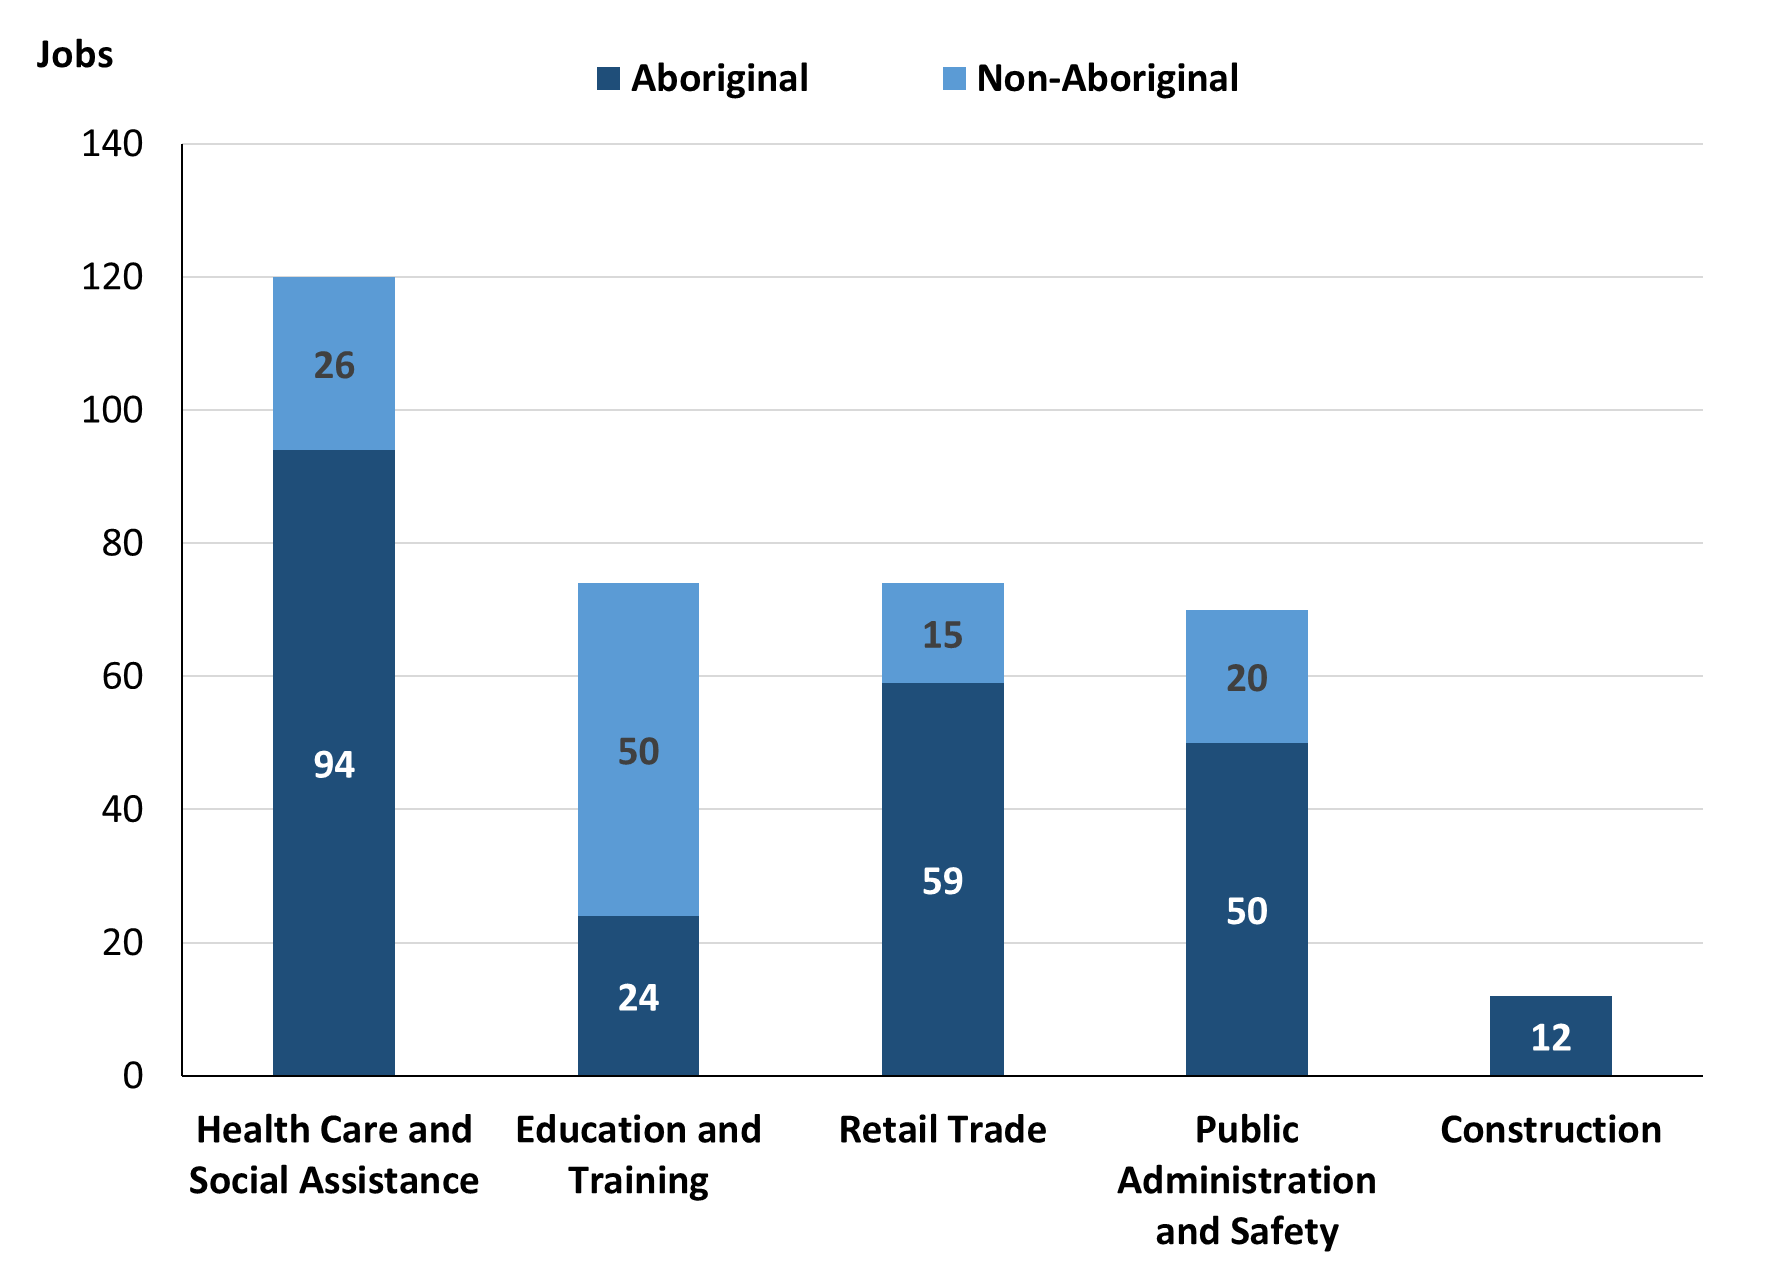 Jobs
Aboriginal Non-Aboriginal
140
120
100
80
60
40
20
0
26
94
50
24
15
59
20
50
12
Health Care and
Social Assistance
Education and
Training
Retail Trade
Public
Administration
and Safety
Construction